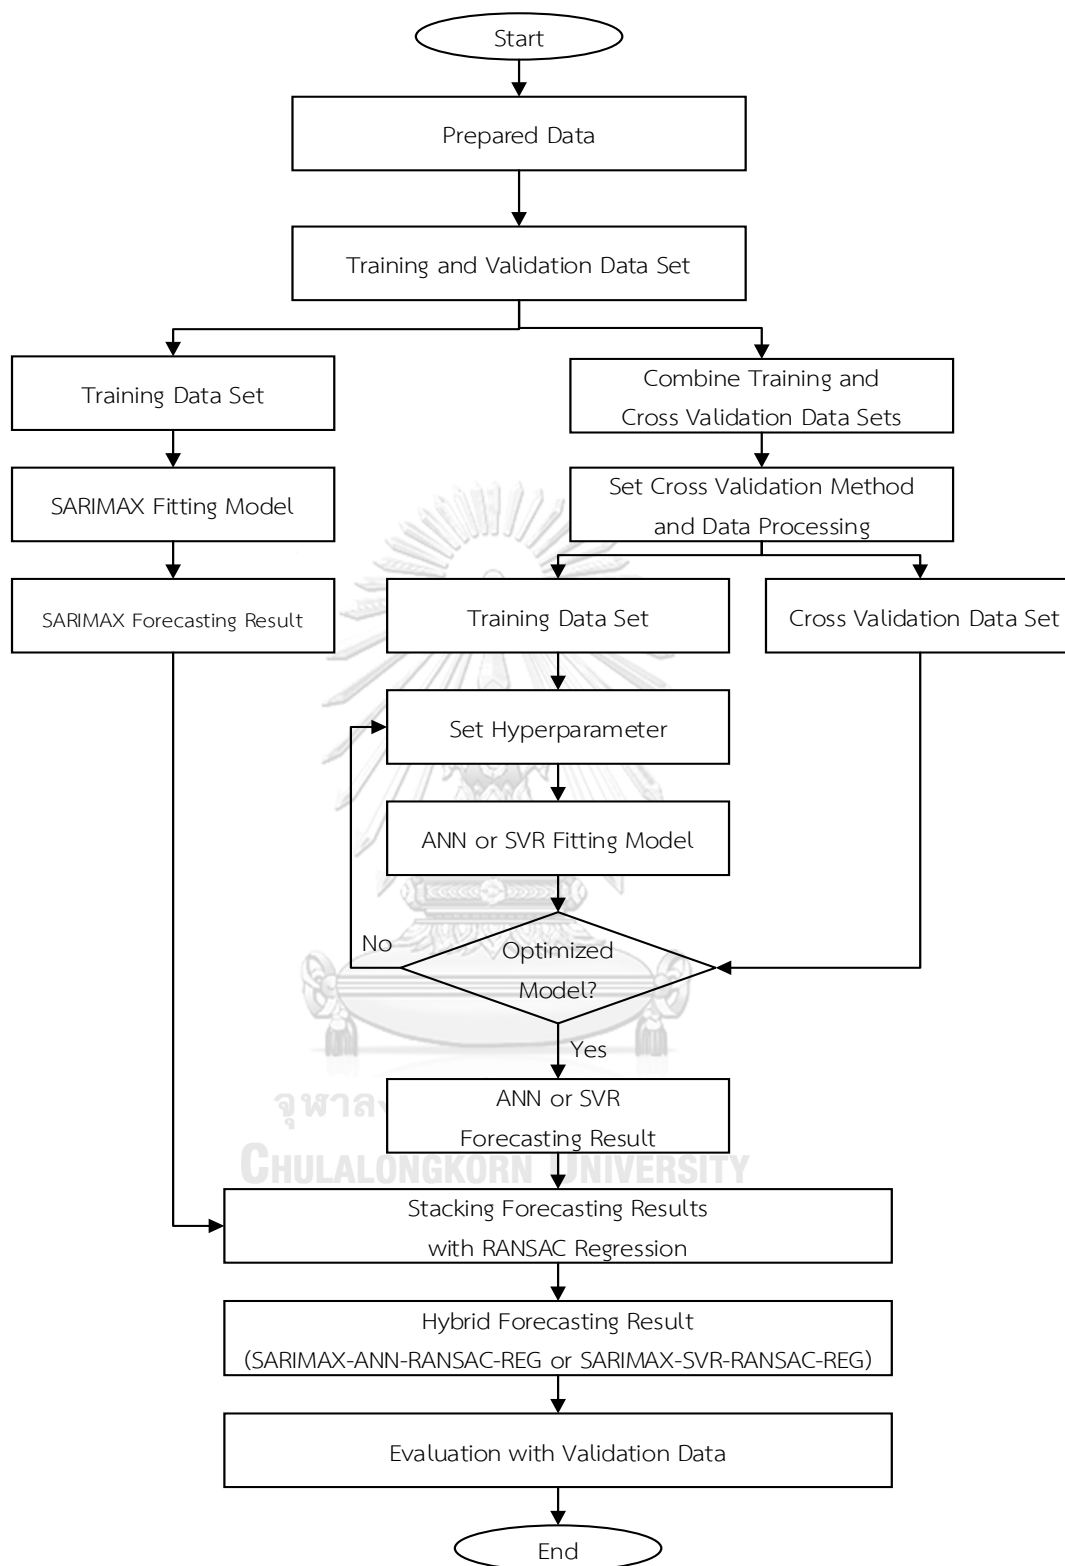 Start
Prepared Data
Training and Validation Data Set
Training Data Set
SARIMAX Fitting Model
SARIMAX Forecasting Result
Combine Training and
Cross Validation Data Sets
Set Cross Validation Method
and Data Processing
Training Data Set
Cross Validation Data Set
Set Hyperparameter
ANN or SVR Fitting Model
Optimized
Model?
No
Yes
ANN or SVR
Forecasting Result
CHULALONGKORN UNIVERSITY
Stacking Forecasting Results
with RANSAC Regression
Hybrid Forecasting Result
(SARIMAX-ANN-RANSAC-REG or SARIMAX-SVR-RANSAC-REG)
Evaluation with Validation Data
End